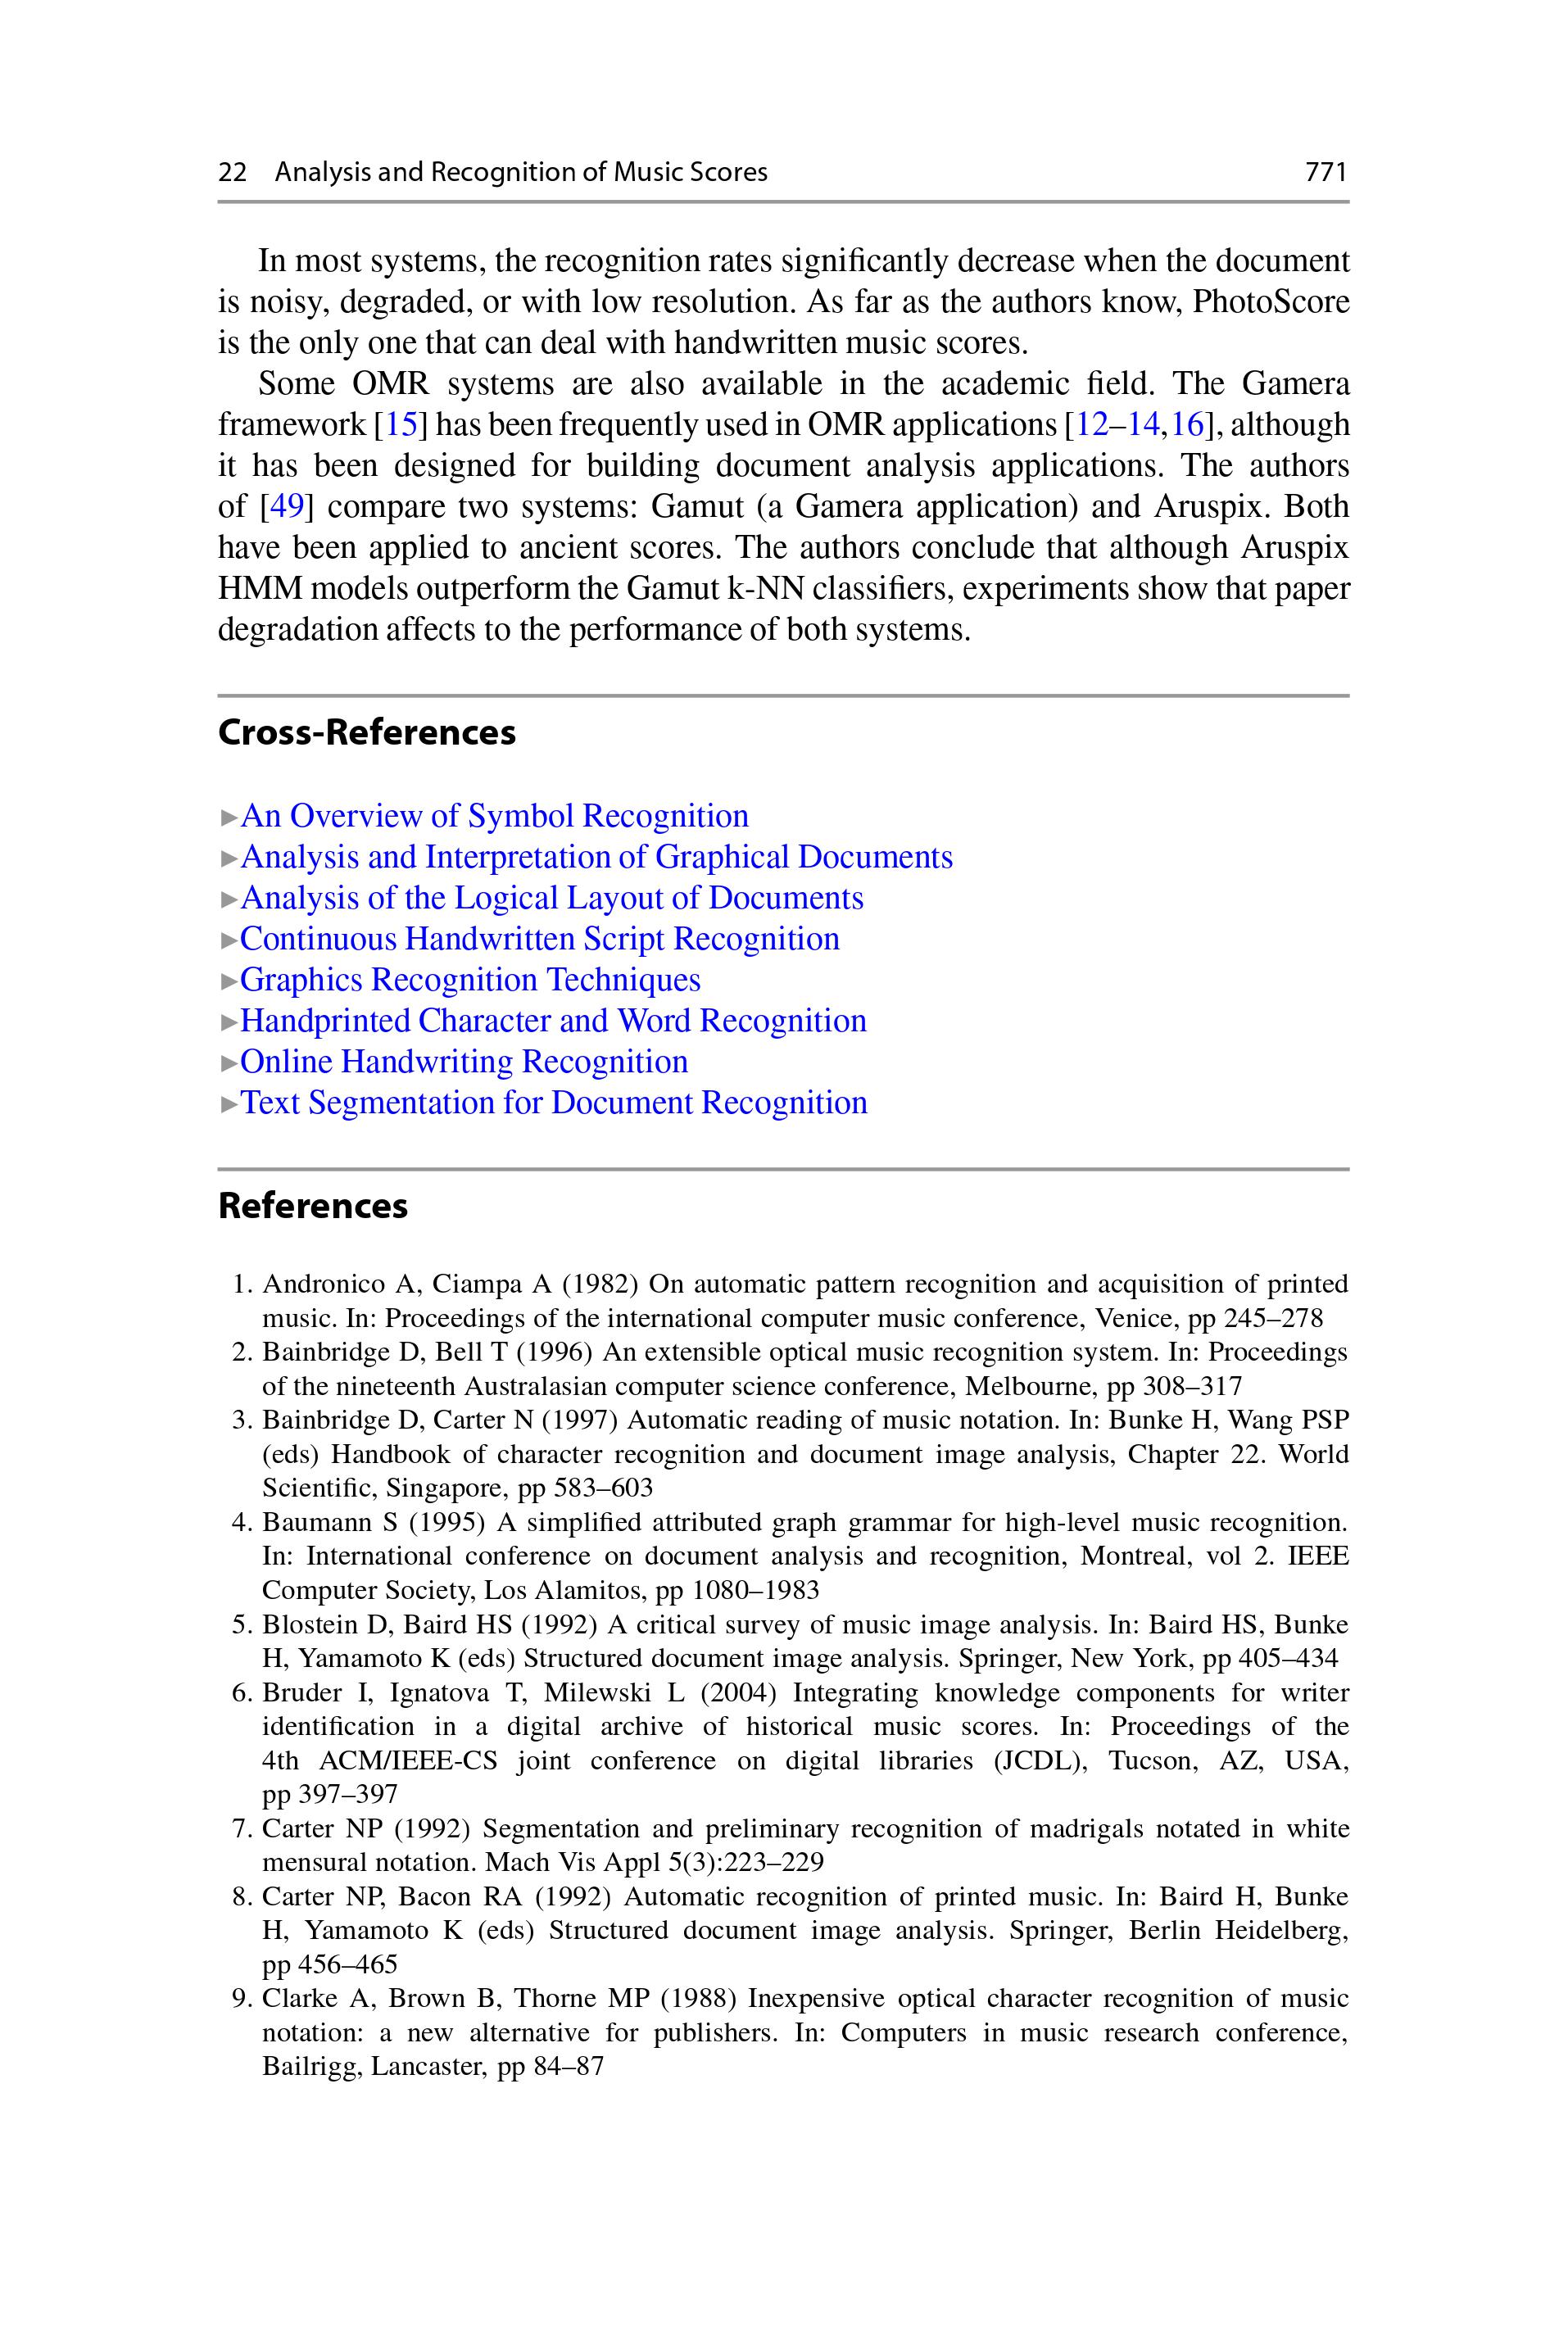 22 Analysis and Recognition of Music Scores 771
In most systems, the recognition rates significantly decrease when the document
is noisy, degraded, or with low resolution. As far as the authors know, PhotoScore
is the only one that can deal with handwritten music scores.
Some OMR systems are also available in the academic field. The Gamera
framework [15] has been frequently used in OMR applications [12–14,16], although
it has been designed for building document analysis applications. The authors
of [49] compare two systems: Gamut (a Gamera application) and Aruspix. Both
have been applied to ancient scores. The authors conclude that although Aruspix
HMM models outperform the Gamut k-NN classifiers, experiments show that paper
degradation affects to the performance of both systems.
Cross-References
▶An Overview of Symbol Recognition
▶Analysis and Interpretation of Graphical Documents
▶Analysis of the Logical Layout of Documents
▶Continuous Handwritten Script Recognition
▶Graphics Recognition Techniques
▶Handprinted Character and Word Recognition
▶Online Handwriting Recognition
▶Text Segmentation for Document Recognition
References
1. Andronico A, Ciampa A (1982) On automatic pattern recognition and acquisition of printed
music. In: Proceedings of the international computer music conference, Venice, pp 245–278
2. Bainbridge D, Bell T (1996) An extensible optical music recognition system. In: Proceedings
of the nineteenth Australasian computer science conference, Melbourne, pp 308–317
3. Bainbridge D, Carter N (1997) Automatic reading of music notation. In: Bunke H, Wang PSP
(eds) Handbook of character recognition and document image analysis, Chapter 22. World
Scientific, Singapore, pp 583–603
4. Baumann S (1995) A simplified attributed graph grammar for high-level music recognition.
In: International conference on document analysis and recognition, Montreal, vol 2. IEEE
Computer Society, Los Alamitos, pp 1080–1983
5. Blostein D, Baird HS (1992) A critical survey of music image analysis. In: Baird HS, Bunke
H, Yamamoto K (eds) Structured document image analysis. Springer, New York, pp 405–434
6. Bruder I, Ignatova T, Milewski L (2004) Integrating knowledge components for writer
identification in a digital archive of historical music scores. In: Proceedings of the
4th ACM/IEEE-CS joint conference on digital libraries (JCDL), Tucson, AZ, USA,
pp 397–397
7. Carter NP (1992) Segmentation and preliminary recognition of madrigals notated in white
mensural notation. Mach Vis Appl 5(3):223–229
8. Carter NP, Bacon RA (1992) Automatic recognition of printed music. In: Baird H, Bunke
H, Yamamoto K (eds) Structured document image analysis. Springer, Berlin Heidelberg,
pp 456–465
9. Clarke A, Brown B, Thorne MP (1988) Inexpensive optical character recognition of music
notation: a new alternative for publishers. In: Computers in music research conference,
Bailrigg, Lancaster, pp 84–87